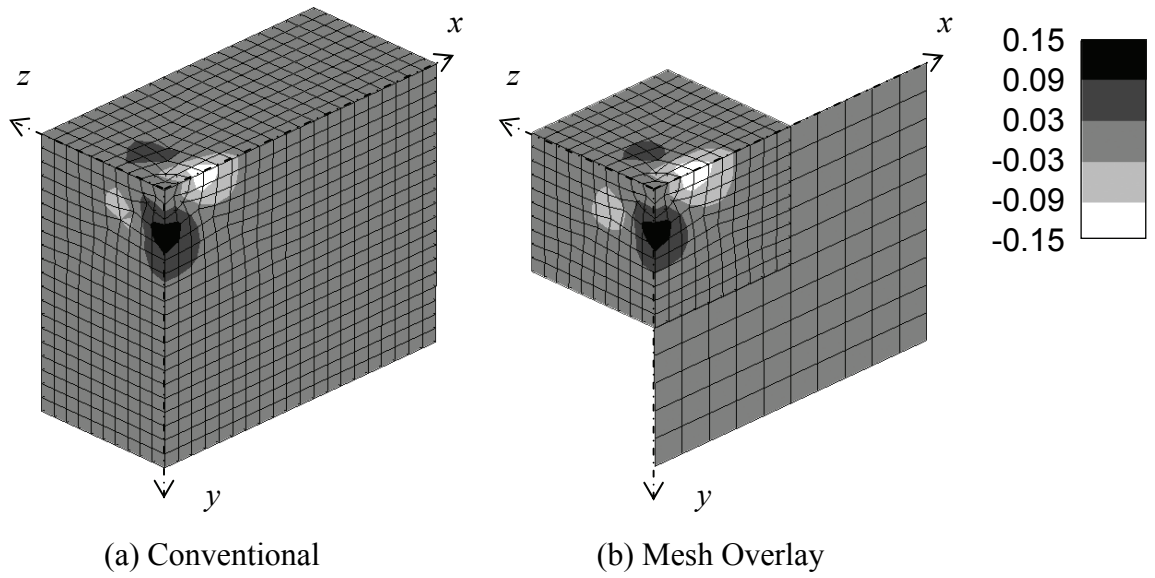 x
z
y
(a) Conventional
x
z
y
(b) Mesh Overlay
0.15
0.09
0.03
-0.03
-0.09
-0.15